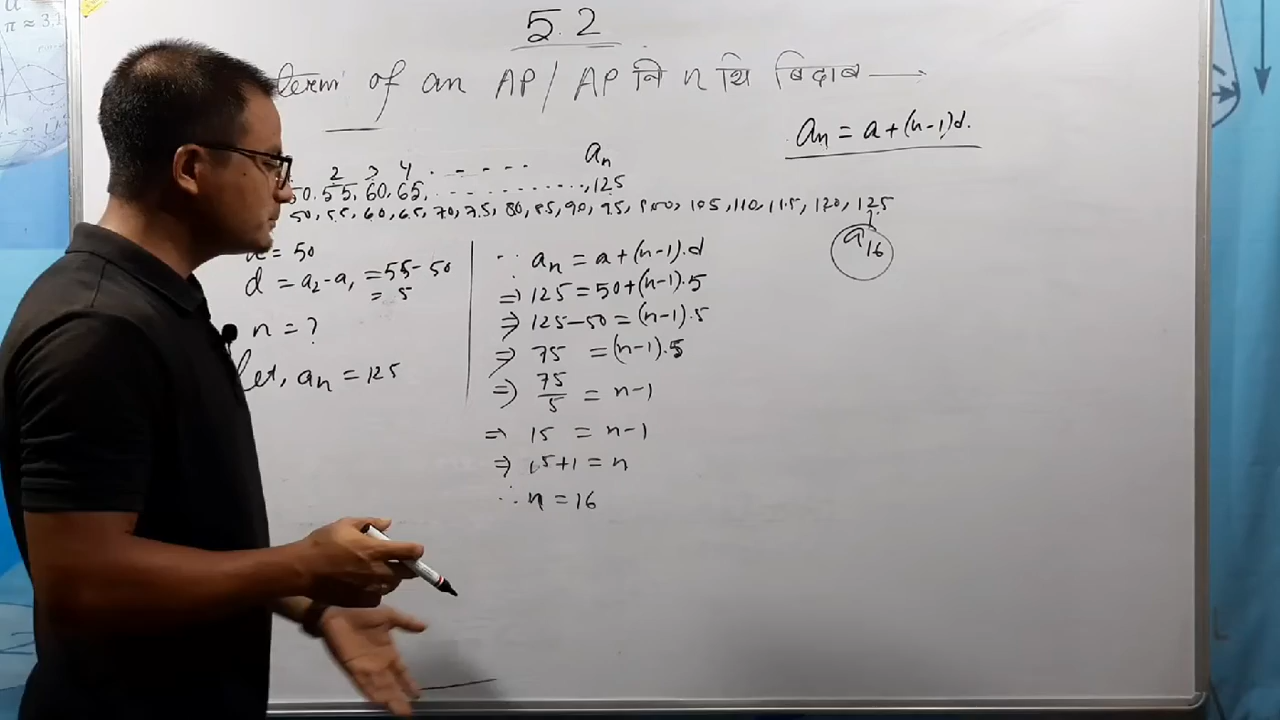 5.2
term of an AP/ AP नि n थि बिदाब →
an = a+(n-1)d.
2 3 4 . - - - - - an
50, 55, 60, 65, - - - - - - - - - - , 125
50, 55, 60, 65, 70, 75, 80, 85, 90, 95, 100, 105, 110, 115, 120, 125
a16
a = 50
d = a2 - a1 = 55 - 50
= 5
n = ?
Let, an = 125
∵ an = a+(n-1).d
⇒ 125 = 50+(n-1).5
⇒ 125-50 = (n-1).5
⇒ 75 = (n-1).5
⇒ 75/5 = n-1
⇒ 15 = n-1
⇒ 15+1 = n
∴ n = 16
π ≈ 3.1